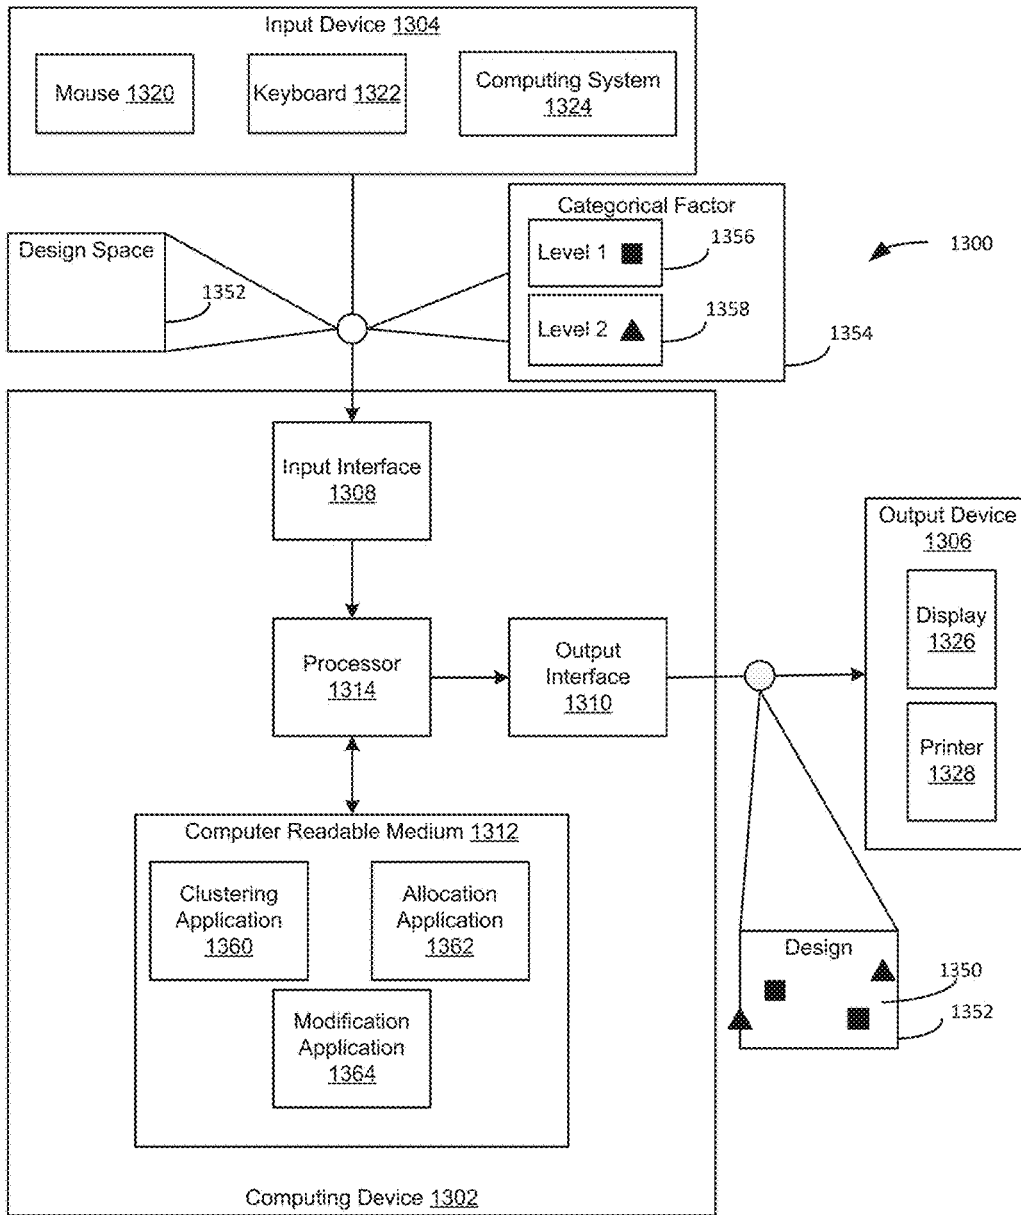 Input Device 1304
Mouse 1320
Keyboard 1322
Computing System
1324
Design Space
1352
Categorical Factor
Level 1
1356
Level 2
1358
1354
1300
Input Interface
1308
Processor
1314
Output
Interface
1310
Output Device
1306
Display
1326
Printer
1328
Computer Readable Medium 1312
Clustering
Application
1360
Allocation
Application
1362
Modification
Application
1364
Design
1350
1352
Computing Device 1302